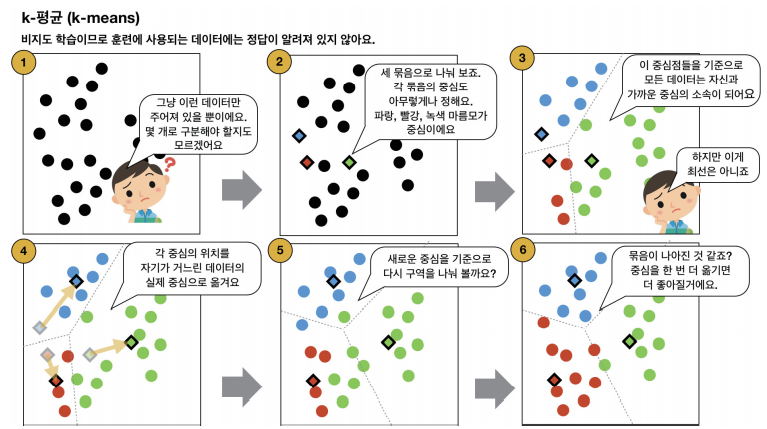 k-평균 (k-means)
비지도 학습이므로 훈련에 사용되는 데이터에는 정답이 알려져 있지 않아요.
1
그냥 이런 데이터만
주어져 있을 뿐이에요.
몇 개로 구분해야 할지도
모르겠어요
?
2
세 묶음으로 나눠 보죠.
각 묶음의 중심도
아무렇게나 정해요.
파랑, 빨강, 녹색 마름모가
중심이에요
3
이 중심점들을 기준으로
모든 데이터는 자신과
가까운 중심의 소속이 되어요
하지만 이게
최선은 아니죠
4
각 중심의 위치를
자기가 거느린 데이터의
실제 중심으로 옮겨요
5
새로운 중심을 기준으로
다시 구역을 나눠 볼까요?
6
묶음이 나아진 것 같죠?
중심을 한 번 더 옮기면
더 좋아질거에요.